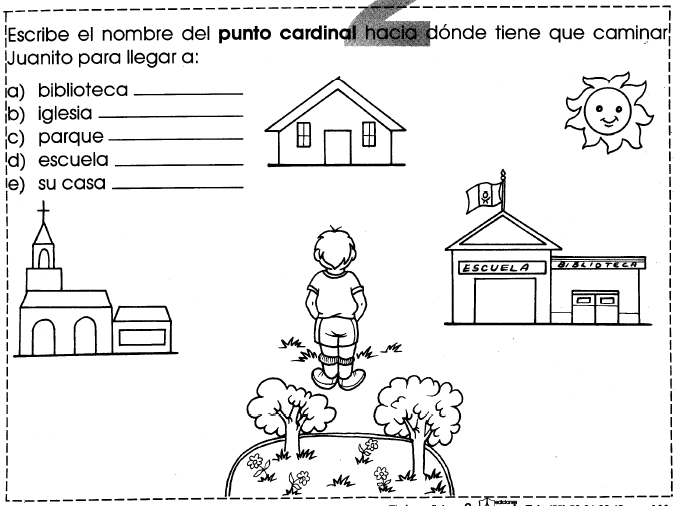 Escribe el nombre del punto cardinal hacia dónde tiene que caminar
Juanito para llegar a:
a) biblioteca
b) iglesia
c) parque
d) escuela
e) su casa
ESCUELA
BIBLIOTECA
ediciones